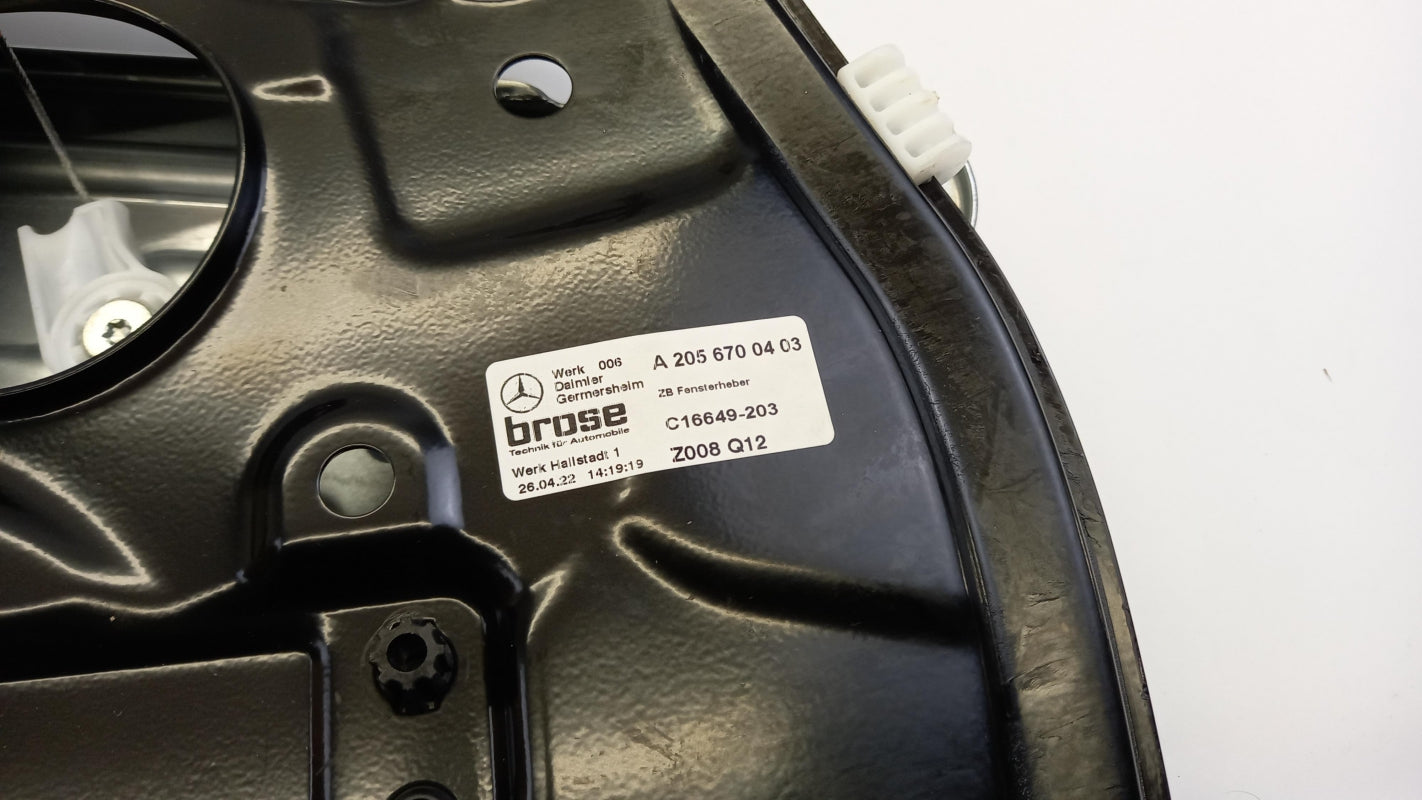 Werk 006
Daimler
Germersheim
brose
Technik für Automobile
Werk Hallstadt 1
26.04.22 14:19:19
A 205 670 04 03
ZB Fensterheber
C16649-203
Z008 Q12